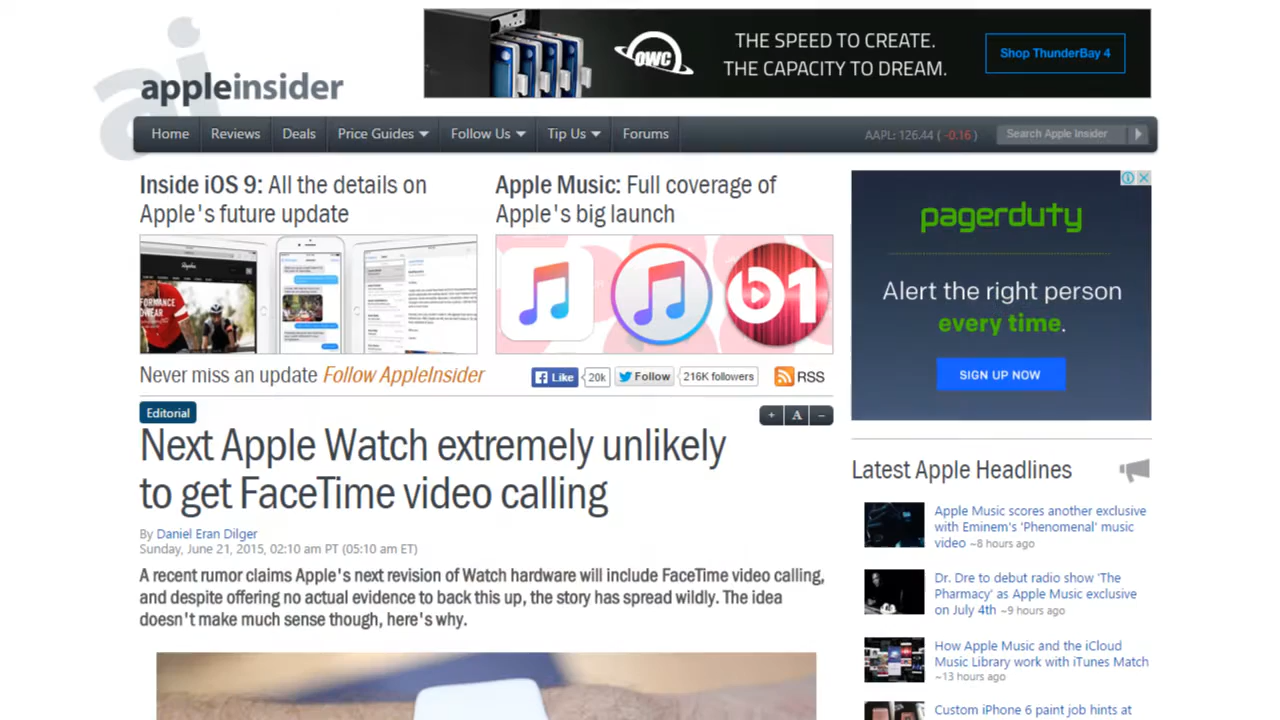 THE SPEED TO CREATE.
THE CAPACITY TO DREAM.
OWC
Shop ThunderBay 4
ai
appleinsider
Home
Reviews
Deals
Price Guides
Follow Us
Tip Us
Forums
AAPL: 126.44 ( -0.16 )
Search Apple Insider
Inside iOS 9: All the details on
Apple's future update
Apple Music: Full coverage of
Apple's big launch
b1
Never miss an update Follow AppleInsider
Like
20k
Follow
216K followers
RSS
Editorial
+ A −
Next Apple Watch extremely unlikely
to get FaceTime video calling
By Daniel Eran Dilger
Sunday, June 21, 2015, 02:10 am PT (05:10 am ET)
A recent rumor claims Apple's next revision of Watch hardware will include FaceTime video calling,
and despite offering no actual evidence to back this up, the story has spread wildly. The idea
doesn't make much sense though, here's why.
pagerduty
Alert the right person
every time.
SIGN UP NOW
Latest Apple Headlines
Apple Music scores another exclusive
with Eminem's 'Phenomenal' music
video ~8 hours ago
Dr. Dre to debut radio show 'The
Pharmacy' as Apple Music exclusive
on July 4th ~9 hours ago
How Apple Music and the iCloud
Music Library work with iTunes Match
~13 hours ago
Custom iPhone 6 paint job hints at